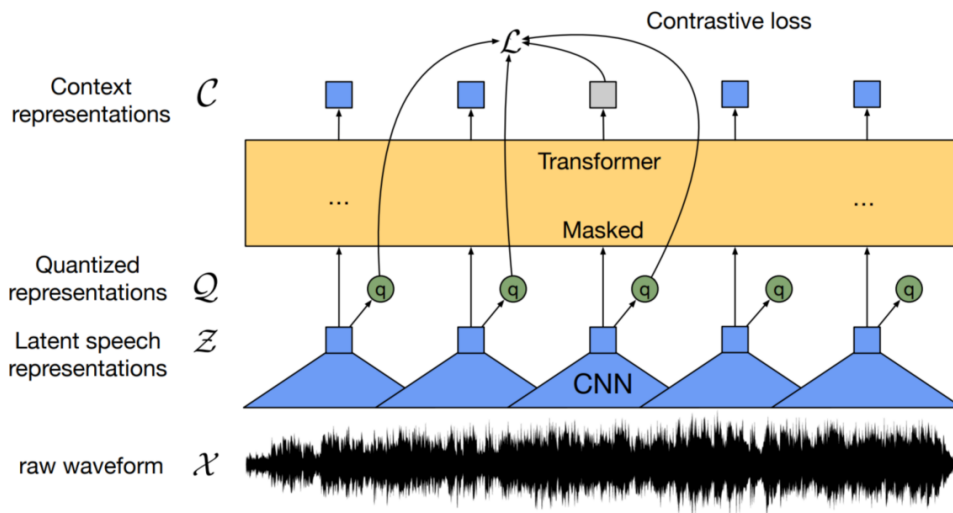 Contrastive loss
ℒ
Context
representations 𝒞
Transformer
... ...
Masked
Quantized
representations 𝒬
q q q q q
Latent speech
representations 𝒵
CNN
raw waveform 𝒳